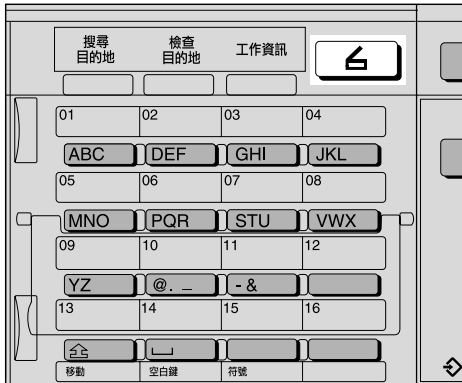 搜尋
目的地
檢查
目的地
工作資訊
01 02 03 04
ABC DEF GHI JKL
05 06 07 08
MNO PQR STU VWX
09 10 11 12
YZ @. _ - &
13 14 15 16
移動 空白鍵 符號